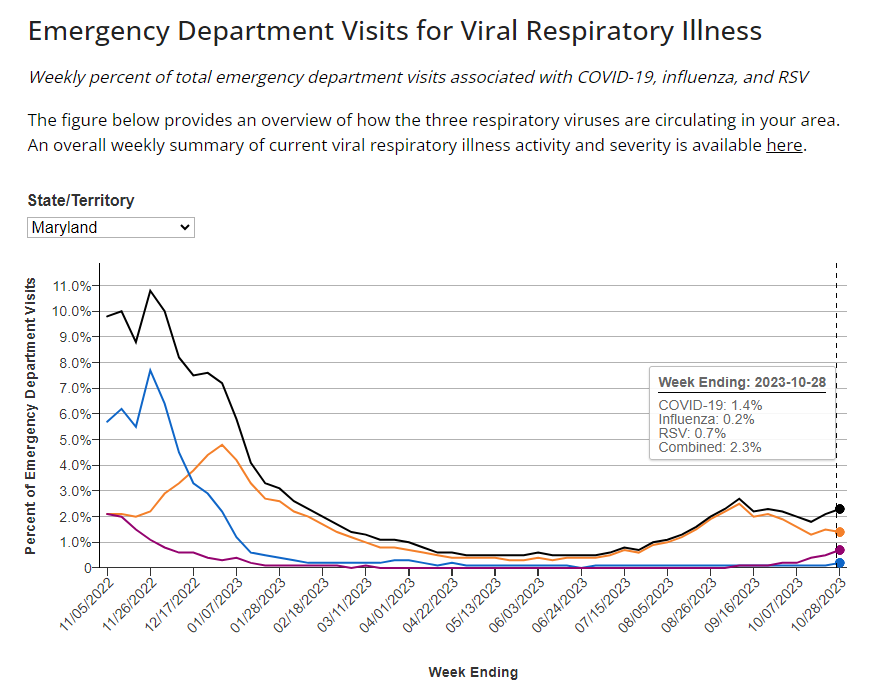 Emergency Department Visits for Viral Respiratory Illness
Weekly percent of total emergency department visits associated with COVID-19, influenza, and RSV
The figure below provides an overview of how the three respiratory viruses are circulating in your area.
An overall weekly summary of current viral respiratory illness activity and severity is available here.
State/Territory
Maryland
Percent of Emergency Department Visits
11.0%
10.0%
9.0%
8.0%
7.0%
6.0%
5.0%
4.0%
3.0%
2.0%
1.0%
0
Week Ending: 2023-10-28
COVID-19: 1.4%
Influenza: 0.2%
RSV: 0.7%
Combined: 2.3%
11/05/2022
11/26/2022
12/17/2022
01/07/2023
01/28/2023
02/18/2023
03/11/2023
04/01/2023
04/22/2023
05/13/2023
06/03/2023
06/24/2023
07/15/2023
08/05/2023
08/26/2023
09/16/2023
10/07/2023
10/28/2023
Week Ending